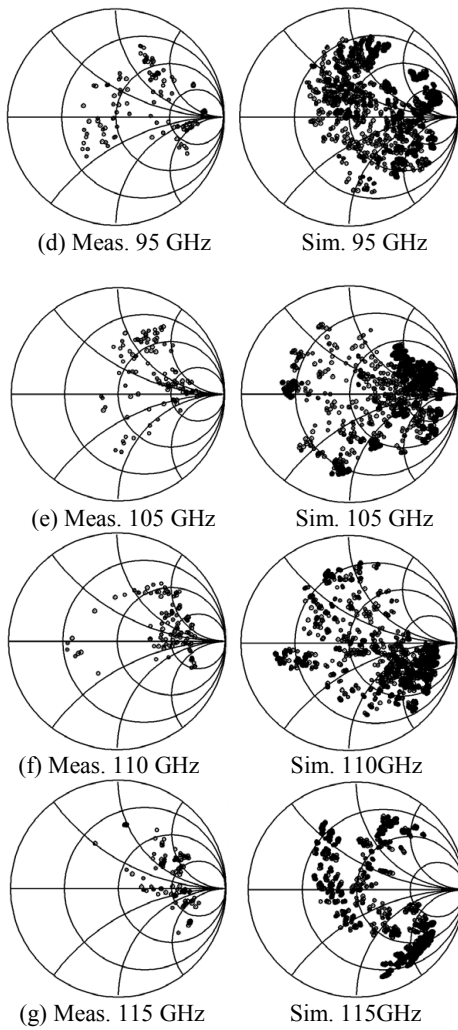 (d) Meas. 95 GHz Sim. 95 GHz
(e) Meas. 105 GHz Sim. 105 GHz
(f) Meas. 110 GHz Sim. 110GHz
(g) Meas. 115 GHz Sim. 115GHz